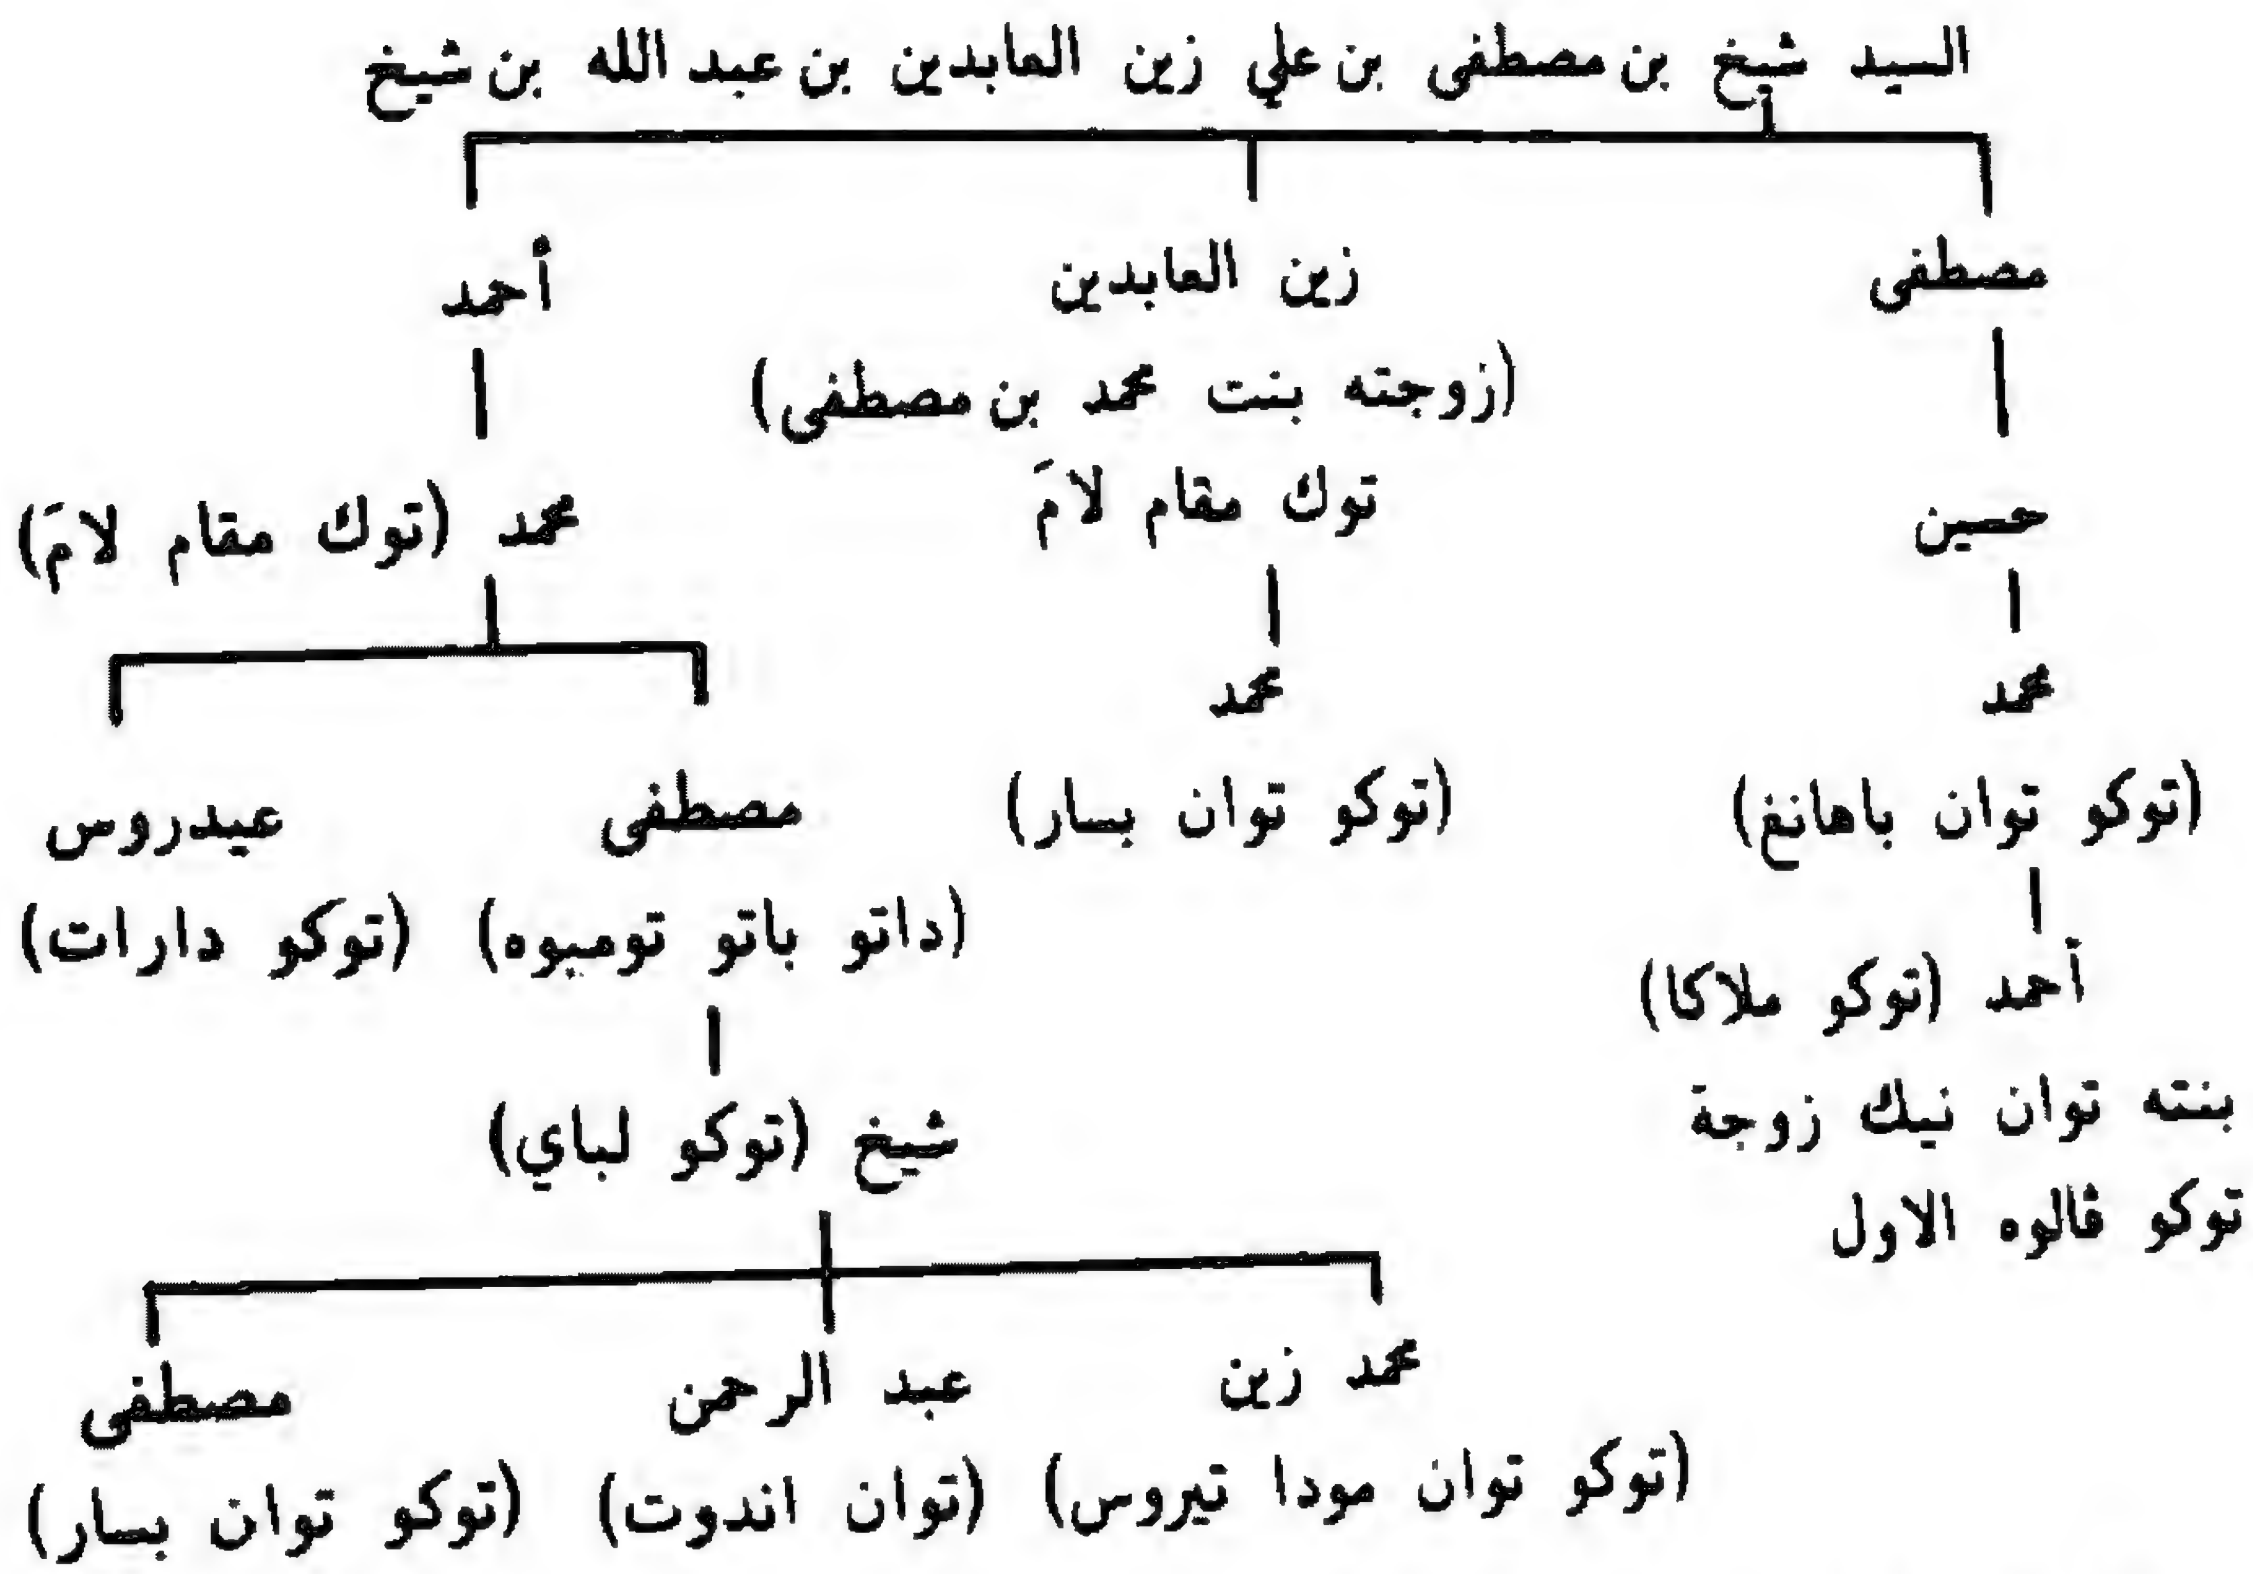 السيد شيخ بن مصطفى بن علي زين العابدين بن عبد الله بن شيخ
مصطفى
زين العابدين
أحمد
(زوجته بنت محمد بن مصطفى)
حسين
توك مقام لامَ
محمد (توك مقام لامَ)
محمد
محمد
(توكو توان باهانغ)
(توكو توان بسار)
مصطفى
عيدروس
(داتو باتو تومبوه)
(توكو دارات)
أحمد (توكو ملاكا)
بنته توان نيك زوجة
توكو ڤالوه الاول
شيخ (توكو لباي)
محمد زين
عبد الرحمن
مصطفى
(توكو توان مودا تيروس)
(توان اندوت)
(توكو توان بسار)